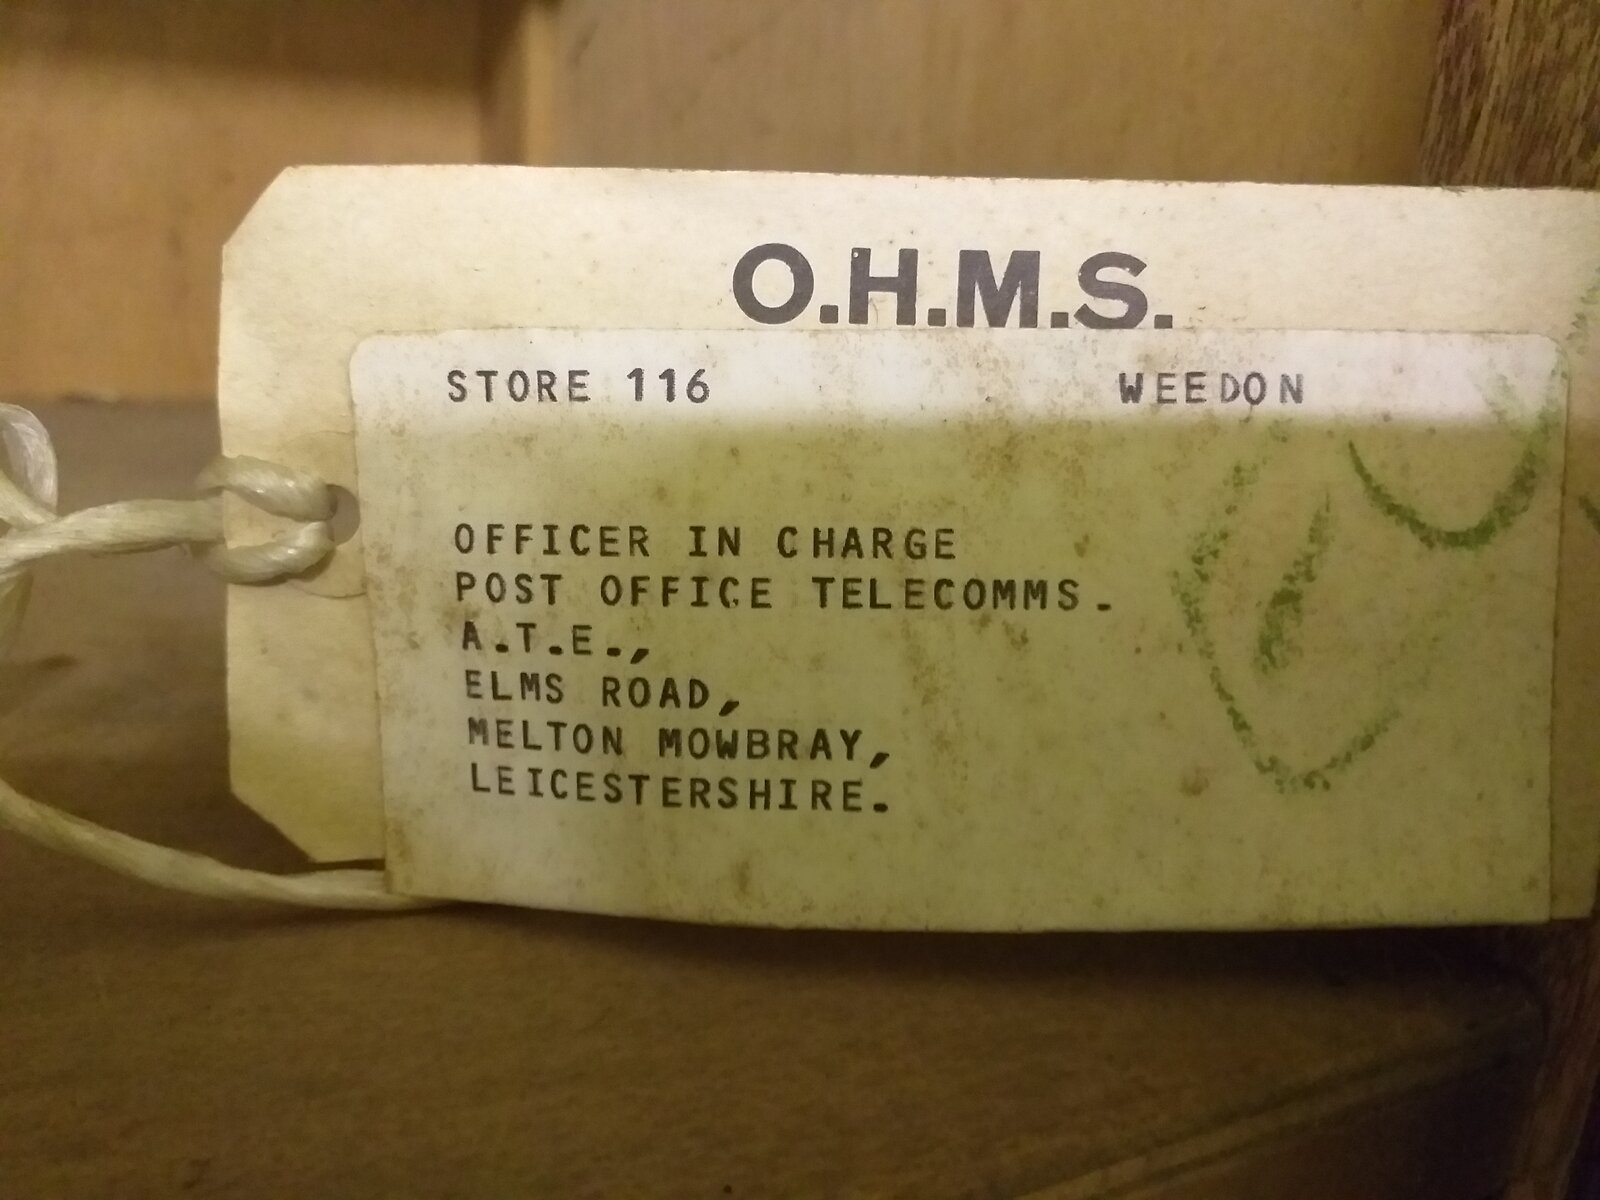 O.H.M.S.
STORE 116 WEEDON
OFFICER IN CHARGE
POST OFFICE TELECOMMS.
A.T.E.,
ELMS ROAD,
MELTON MOWBRAY,
LEICESTERSHIRE.